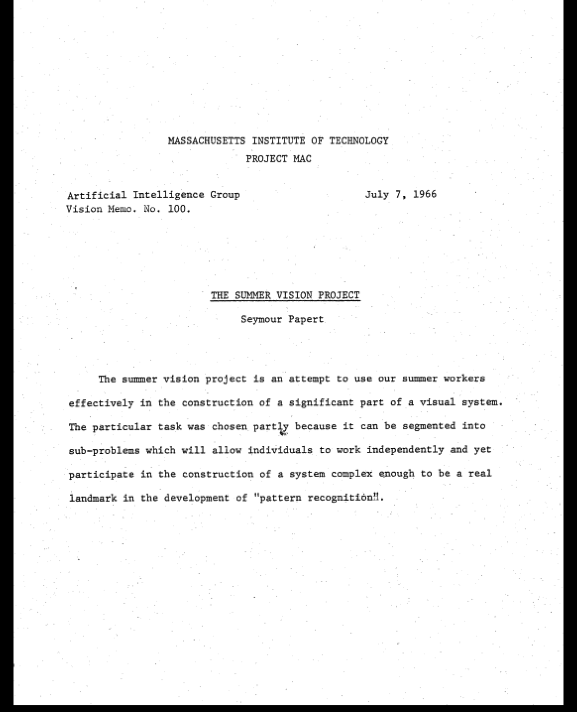 MASSACHUSETTS INSTITUTE OF TECHNOLOGY
PROJECT MAC
Artificial Intelligence Group July 7, 1966
Vision Memo. No. 100.
THE SUMMER VISION PROJECT
Seymour Papert
The summer vision project is an attempt to use our summer workers
effectively in the construction of a significant part of a visual system.
The particular task was chosen partly because it can be segmented into
sub-problems which will allow individuals to work independently and yet
participate in the construction of a system complex enough to be a real
landmark in the development of "pattern recognition".